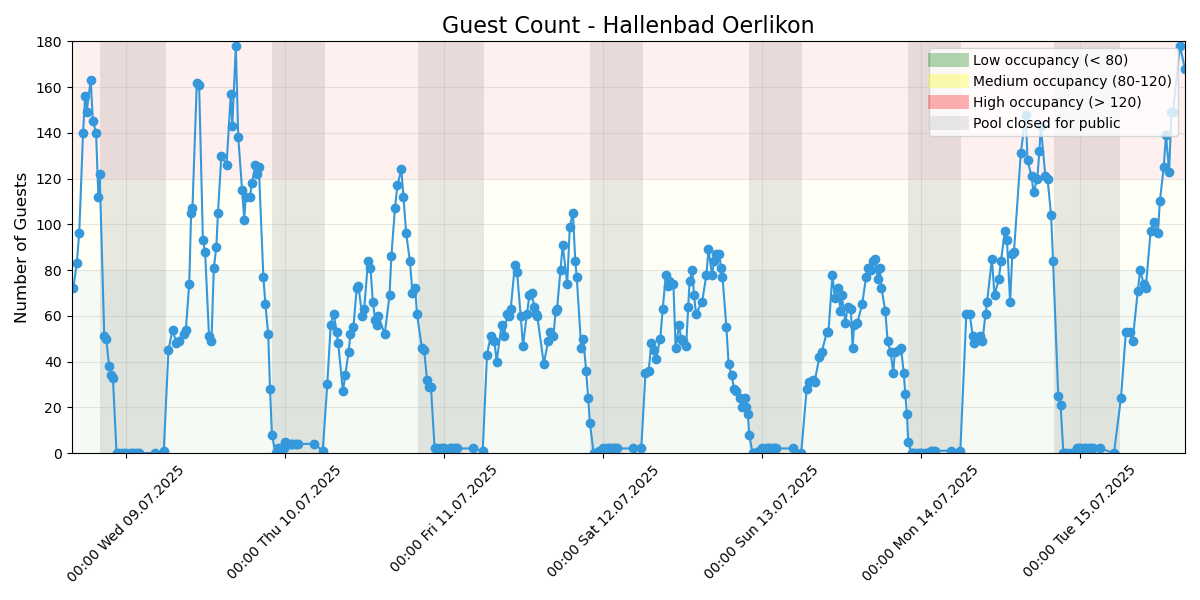 Guest Count - Hallenbad Oerlikon
Number of Guests
180
160
140
120
100
80
60
40
20
0
Low occupancy (< 80)
Medium occupancy (80-120)
High occupancy (> 120)
Pool closed for public
00:00 Wed 09.07.2025
00:00 Thu 10.07.2025
00:00 Fri 11.07.2025
00:00 Sat 12.07.2025
00:00 Sun 13.07.2025
00:00 Mon 14.07.2025
00:00 Tue 15.07.2025